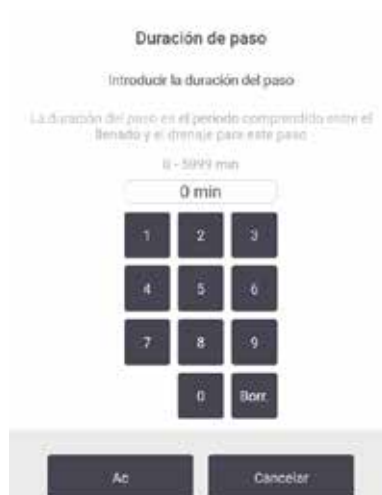 Duración de paso
Introducir la duración del paso
La duración del paso es el periodo comprendido entre el
llenado y el drenaje para este paso
0 - 5999 min
0 min
1 2 3
4 5 6
7 8 9
0 Borr.
Ac Cancelar